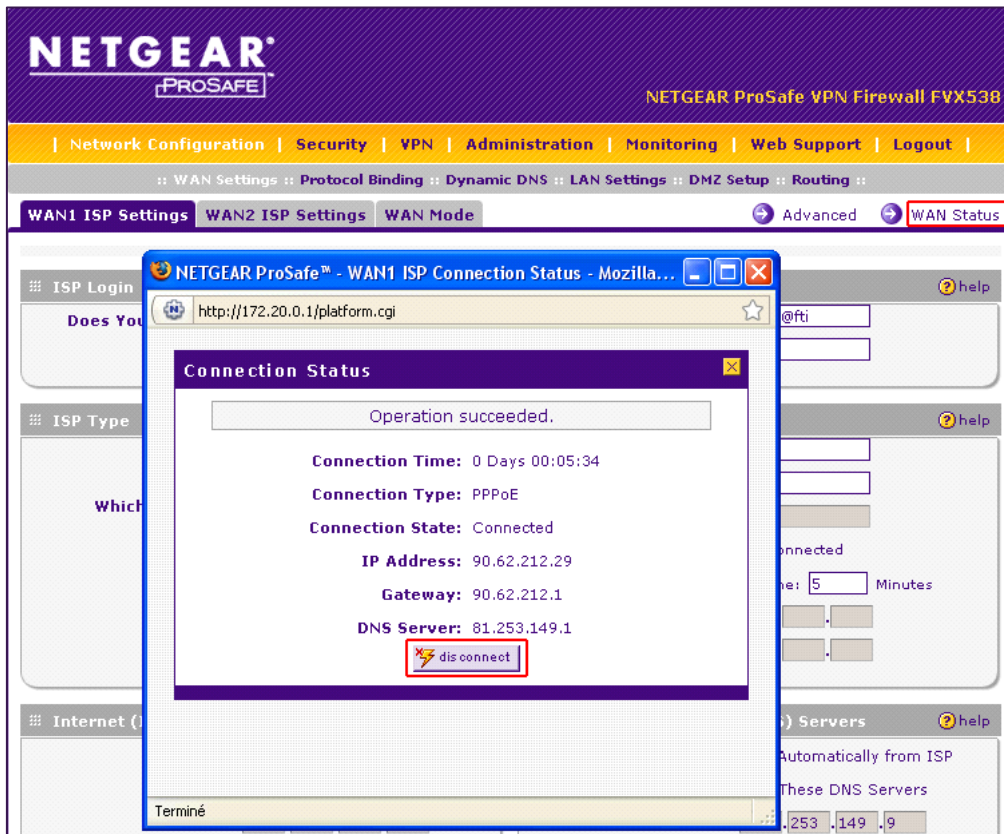 NETGEAR®
PROSAFE™
NETGEAR ProSafe VPN Firewall FVX538
| Network Configuration | Security | VPN | Administration | Monitoring | Web Support | Logout |
:: WAN Settings :: Protocol Binding :: Dynamic DNS :: LAN Settings :: DMZ Setup :: Routing ::
WAN1 ISP Settings WAN2 ISP Settings WAN Mode Advanced WAN Status
NETGEAR ProSafe™ - WAN1 ISP Connection Status - Mozilla...
ISP Login ?help
http://172.20.0.1/platform.cgi
Does You @fti
Connection Status
Operation succeeded.
ISP Type ?help
Connection Time: 0 Days 00:05:34
Connection Type: PPPoE
Which
Connection State: Connected
onnected
IP Address: 90.62.212.29
ne: 5 Minutes
Gateway: 90.62.212.1
DNS Server: 81.253.149.1
disconnect
Internet ( ) Servers ?help
Automatically from ISP
These DNS Servers
Terminé
.253 .149 .9